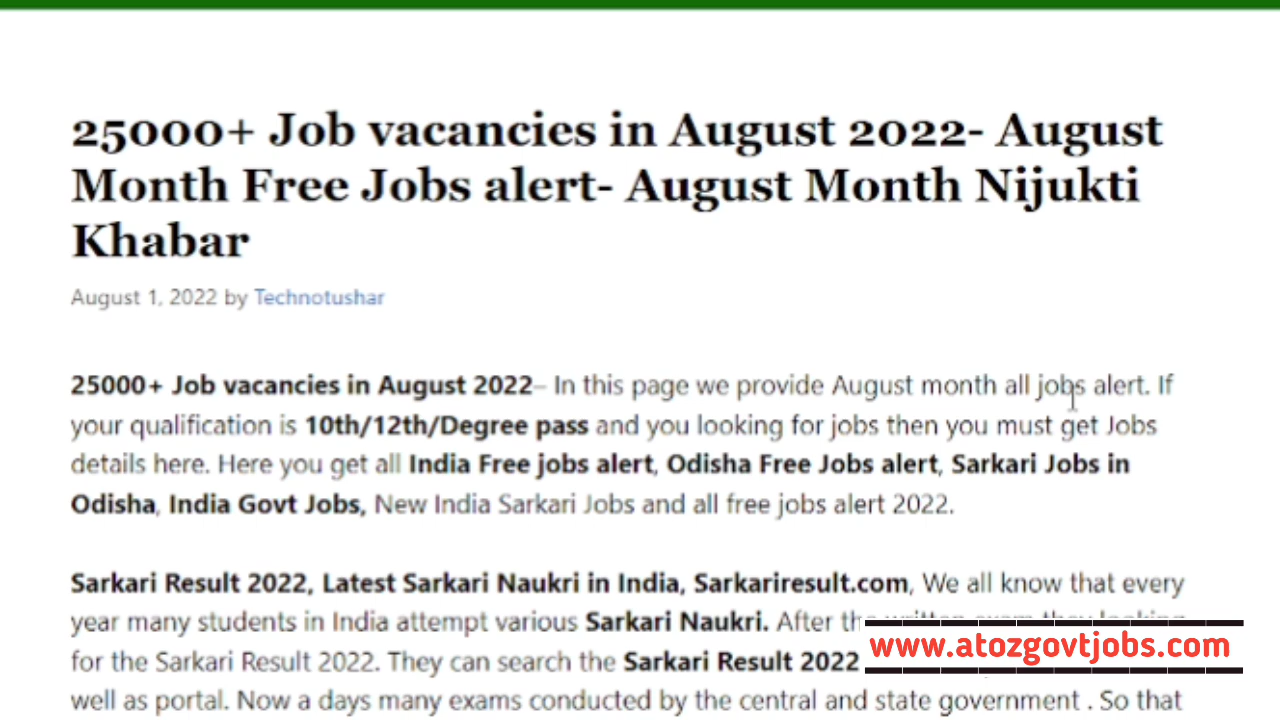 25000+ Job vacancies in August 2022- August
Month Free Jobs alert- August Month Nijukti
Khabar
August 1, 2022 by Technotushar
25000+ Job vacancies in August 2022– In this page we provide August month all jobs alert. If
your qualification is 10th/12th/Degree pass and you looking for jobs then you must get Jobs
details here. Here you get all India Free jobs alert, Odisha Free Jobs alert, Sarkari Jobs in
Odisha, India Govt Jobs, New India Sarkari Jobs and all free jobs alert 2022.
Sarkari Result 2022, Latest Sarkari Naukri in India, Sarkariresult.com, We all know that every
year many students in India attempt various Sarkari Naukri. After
for the Sarkari Result 2022. They can search the Sarkari Result 2022
www.atozgovtjobs.com
well as portal. Now a days many exams conducted by the central and state government . So that